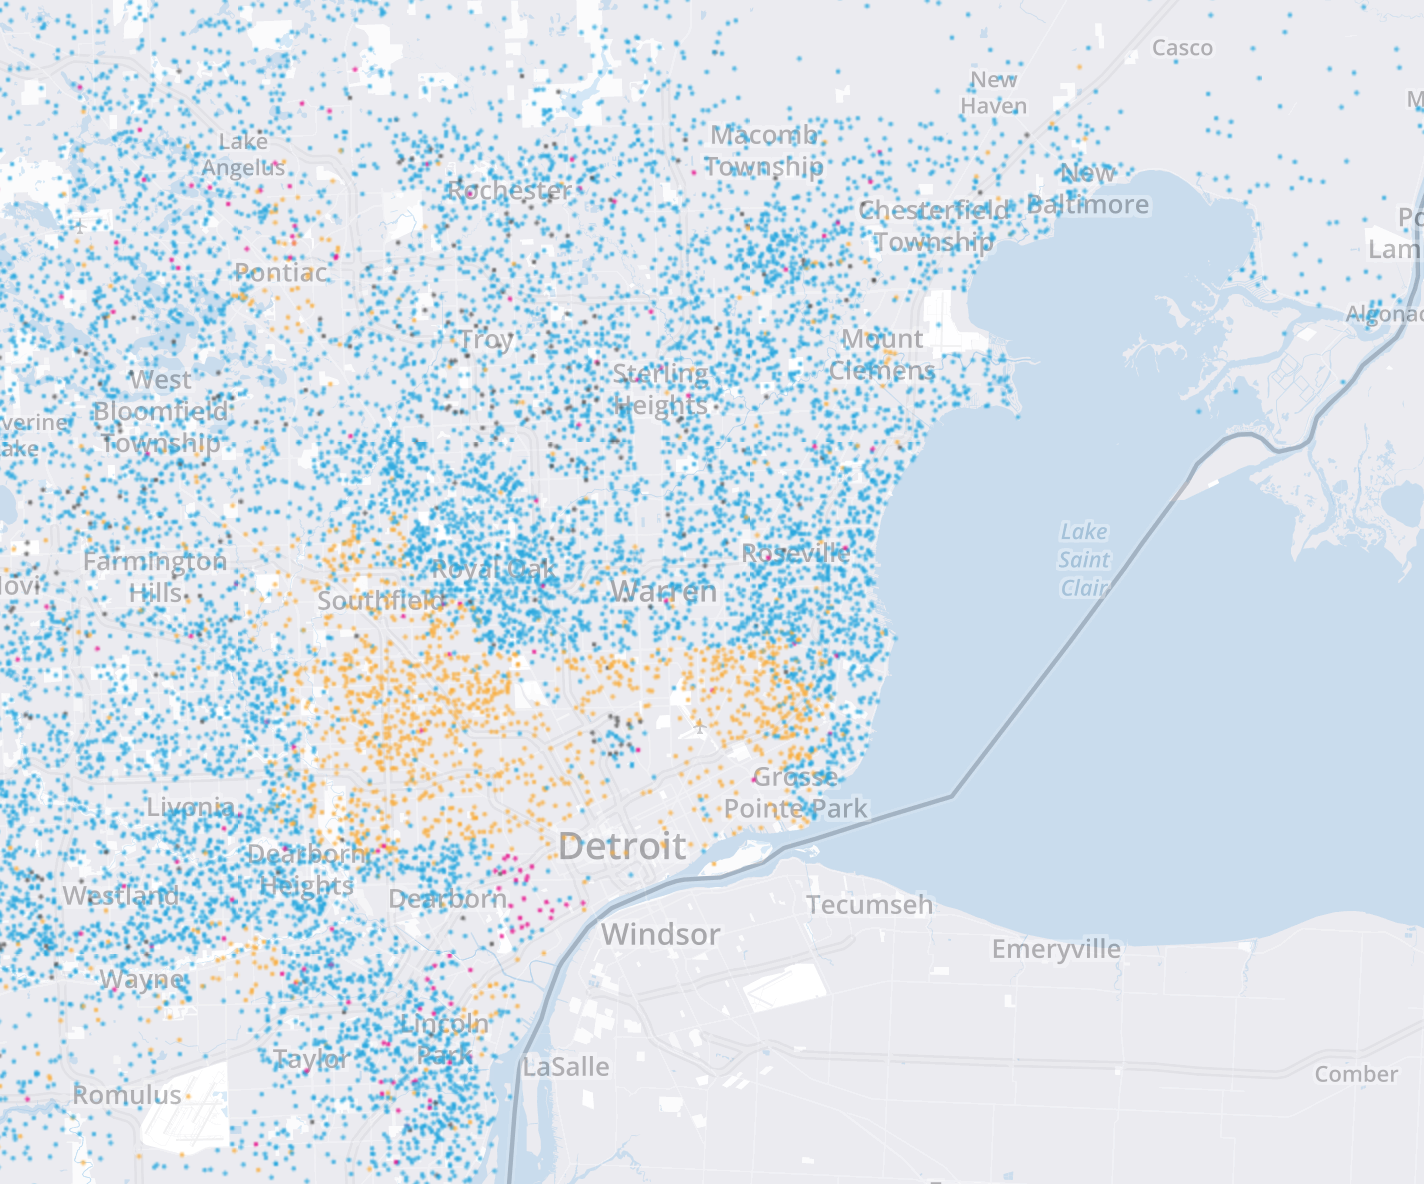 Casco
New
Haven
Lake
Angelus
Macomb
Township
Rochester
New
Baltimore
Chesterfield
Township
Lam
Pontiac
Algonac
Troy
Mount
Clemens
West
Bloomfield
Township
Sterling
Heights
verine
ake
Lake
Saint
Clair
Farmington
Hills
Royal Oak
Roseville
Southfield
Warren
Grosse
Pointe Park
Livonia
Detroit
Dearborn
Heights
Westland
Dearborn
Tecumseh
Windsor
Emeryville
Wayne
Lincoln
Park
Taylor
LaSalle
Romulus
Comber